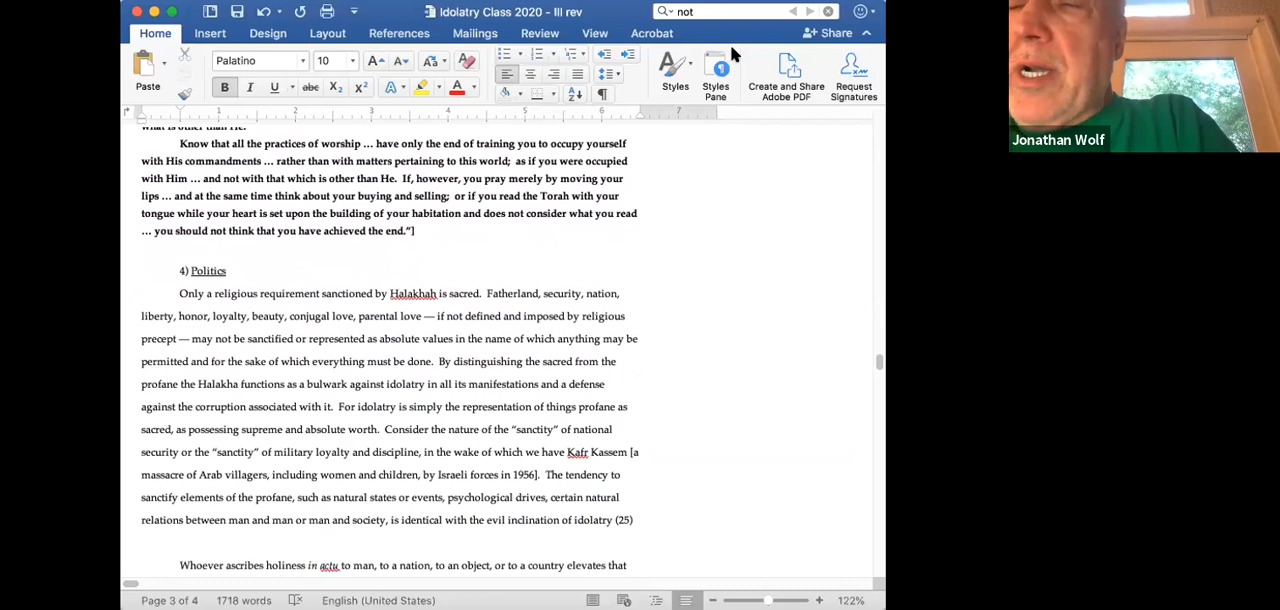 Idolatry Class 2020 - III rev
not
Home Insert Design Layout References Mailings Review View Acrobat
Share
Palatino 10
Paste
B I U abc X₂ X² A A
Styles Styles Pane Create and Share Adobe PDF Request Signatures
1 2 3 4 5 6 7
what is other than He.
Know that all the practices of worship … have only the end of training you to occupy yourself
with His commandments … rather than with matters pertaining to this world; as if you were occupied
with Him … and not with that which is other than He. If, however, you pray merely by moving your
lips … and at the same time think about your buying and selling; or if you read the Torah with your
tongue while your heart is set upon the building of your habitation and does not consider what you read
… you should not think that you have achieved the end.”]
4) Politics
Only a religious requirement sanctioned by Halakhah is sacred. Fatherland, security, nation,
liberty, honor, loyalty, beauty, conjugal love, parental love — if not defined and imposed by religious
precept — may not be sanctified or represented as absolute values in the name of which anything may be
permitted and for the sake of which everything must be done. By distinguishing the sacred from the
profane the Halakha functions as a bulwark against idolatry in all its manifestations and a defense
against the corruption associated with it. For idolatry is simply the representation of things profane as
sacred, as possessing supreme and absolute worth. Consider the nature of the “sanctity” of national
security or the “sanctity” of military loyalty and discipline, in the wake of which we have Kafr Kassem [a
massacre of Arab villagers, including women and children, by Israeli forces in 1956]. The tendency to
sanctify elements of the profane, such as natural states or events, psychological drives, certain natural
relations between man and man or man and society, is identical with the evil inclination of idolatry (25)
Whoever ascribes holiness in actu to man, to a nation, to an object, or to a country elevates that
Page 3 of 4 1718 words English (United States) 122%
Jonathan Wolf